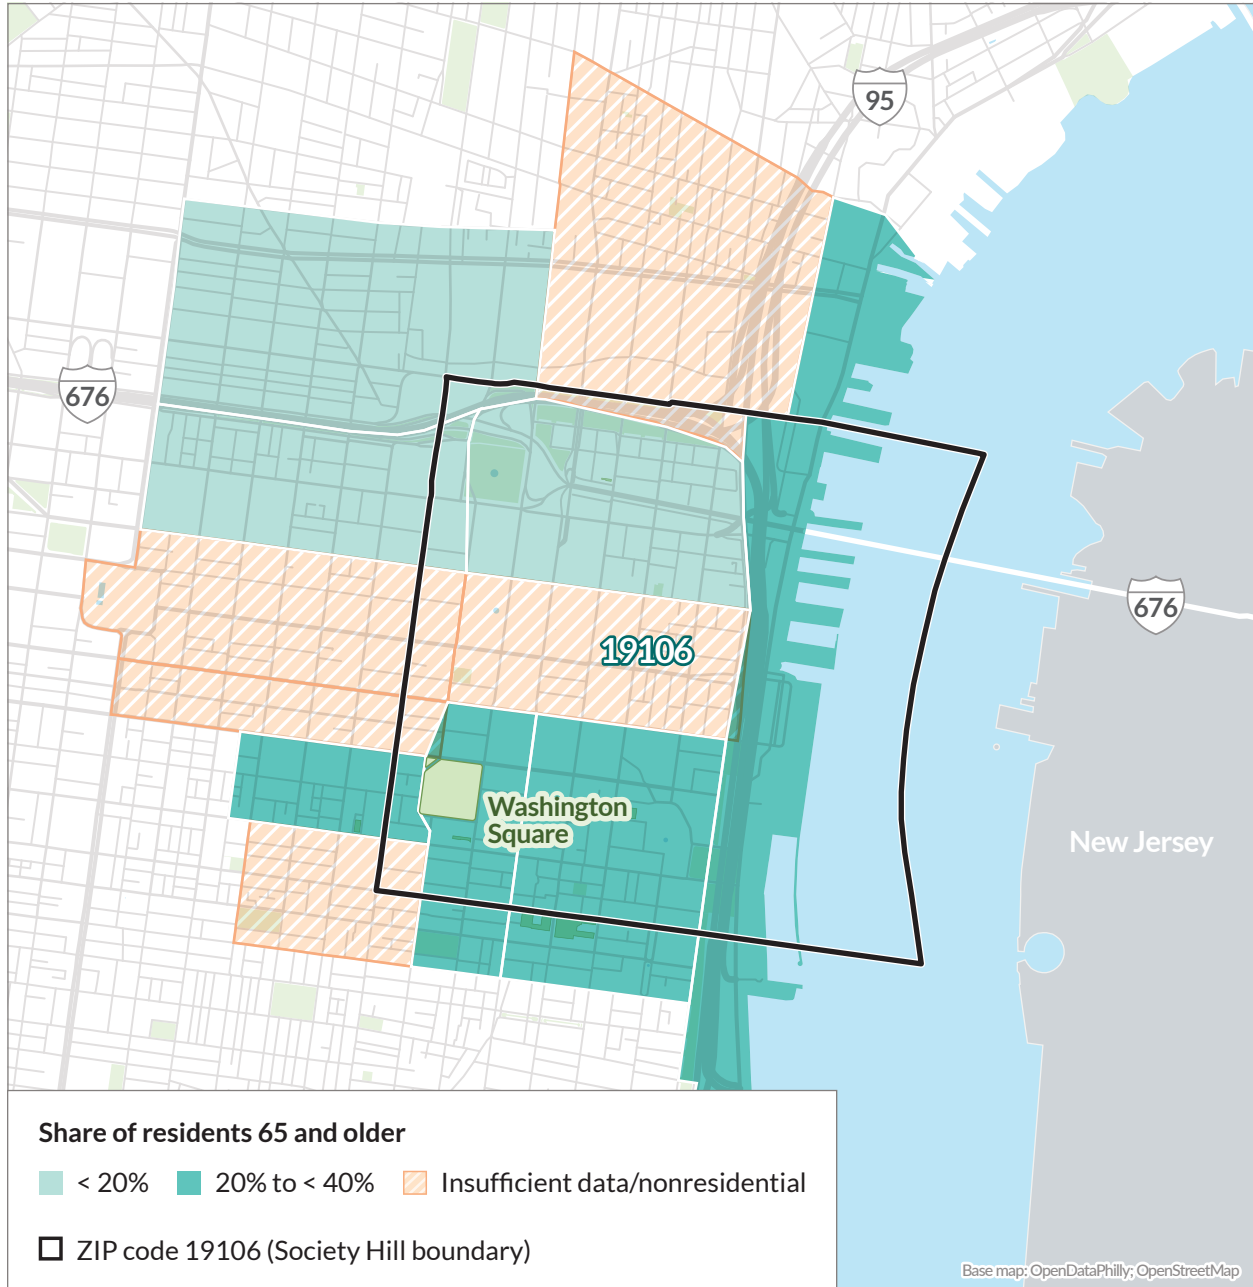 95
676
19106
676
Washington
Square
New Jersey
Share of residents 65 and older
< 20%
20% to < 40%
Insufficient data/nonresidential
ZIP code 19106 (Society Hill boundary)
Base map: OpenDataPhilly; OpenStreetMap